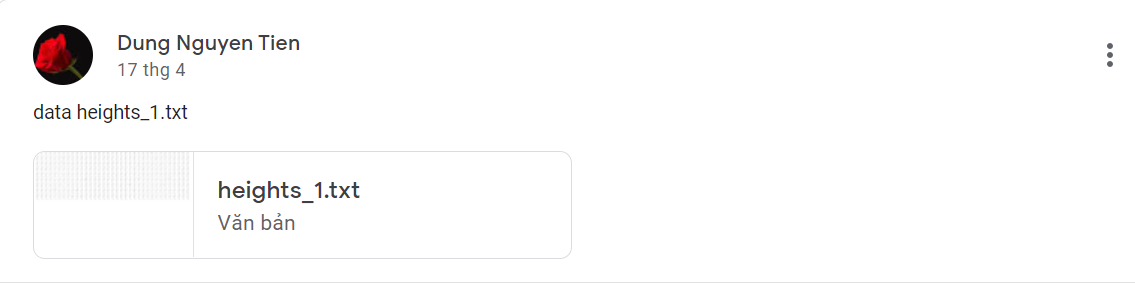 Dung Nguyen Tien
17 thg 4
data heights_1.txt
heights_1.txt
Văn bản